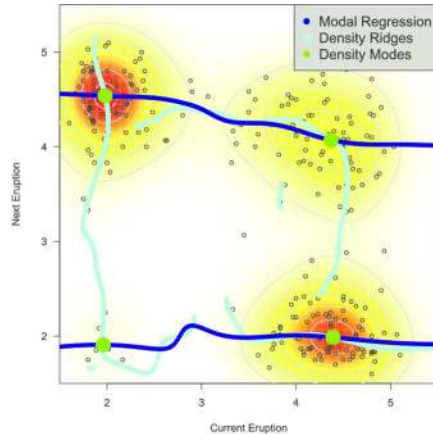 Modal Regression
Density Ridges
Density Modes
5
4
3
2
Next Eruption
2
3
4
5
Current Eruption